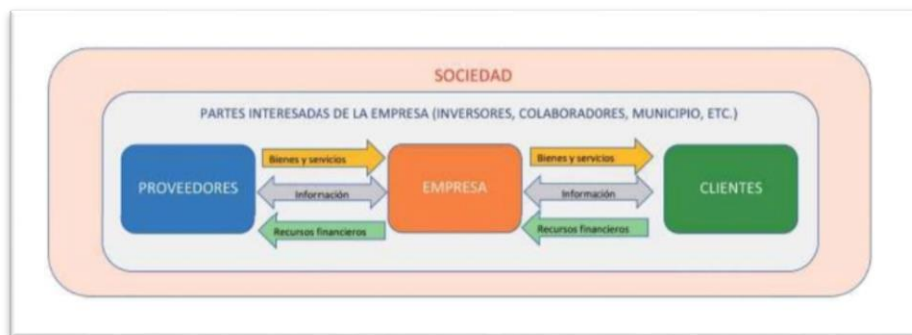 SOCIEDAD
PARTES INTERESADAS DE LA EMPRESA (INVERSORES, COLABORADORES, MUNICIPIO, ETC.)
PROVEEDORES
Bienes y servicios
Información
Recursos financieros
EMPRESA
Bienes y servicios
Información
Recursos financieros
CLIENTES